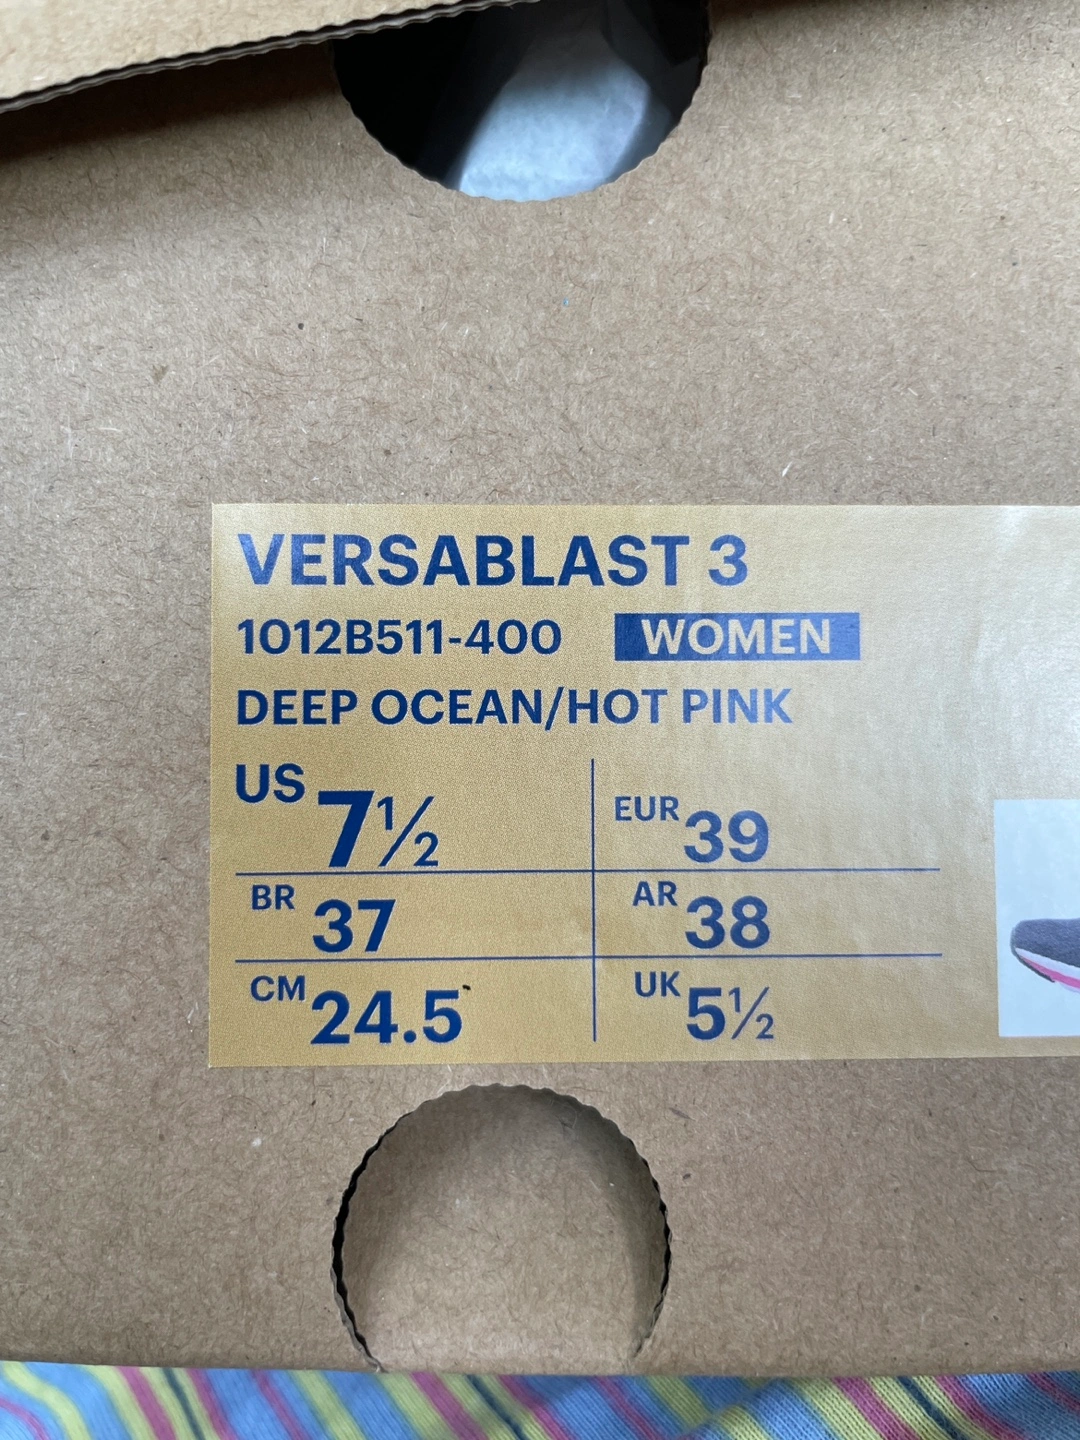 VERSABLAST 3
1012B511-400 WOMEN
DEEP OCEAN/HOT PINK
US 7½ EUR 39
BR 37 AR 38
CM 24.5 UK 5½